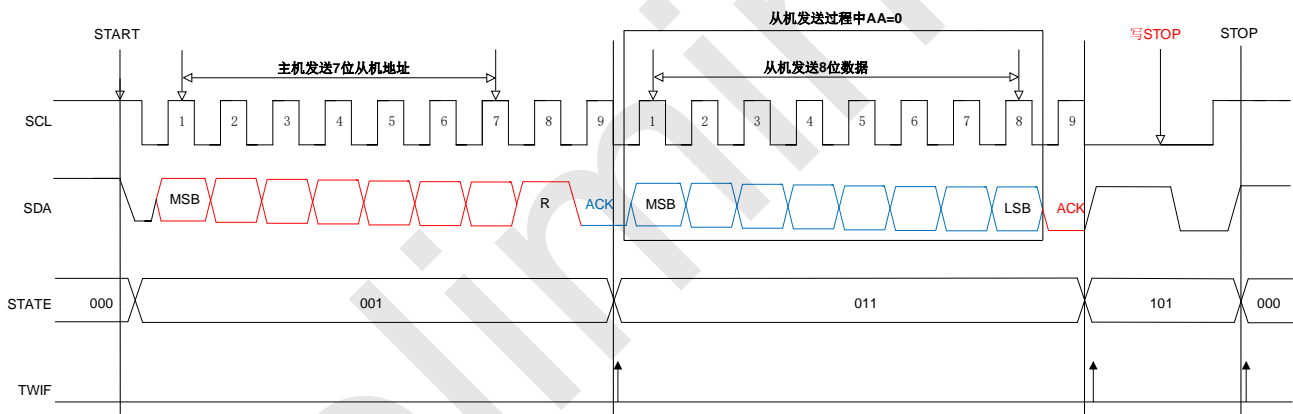 从机发送过程中AA=0
START
写STOP
STOP
主机发送7位从机地址
从机发送8位数据
SCL
1 2 3 4 5 6 7 8 9 1 2 3 4 5 6 7 8 9
SDA
MSB R ACK MSB LSB ACK
STATE
000 001 011 101 000
TWIF